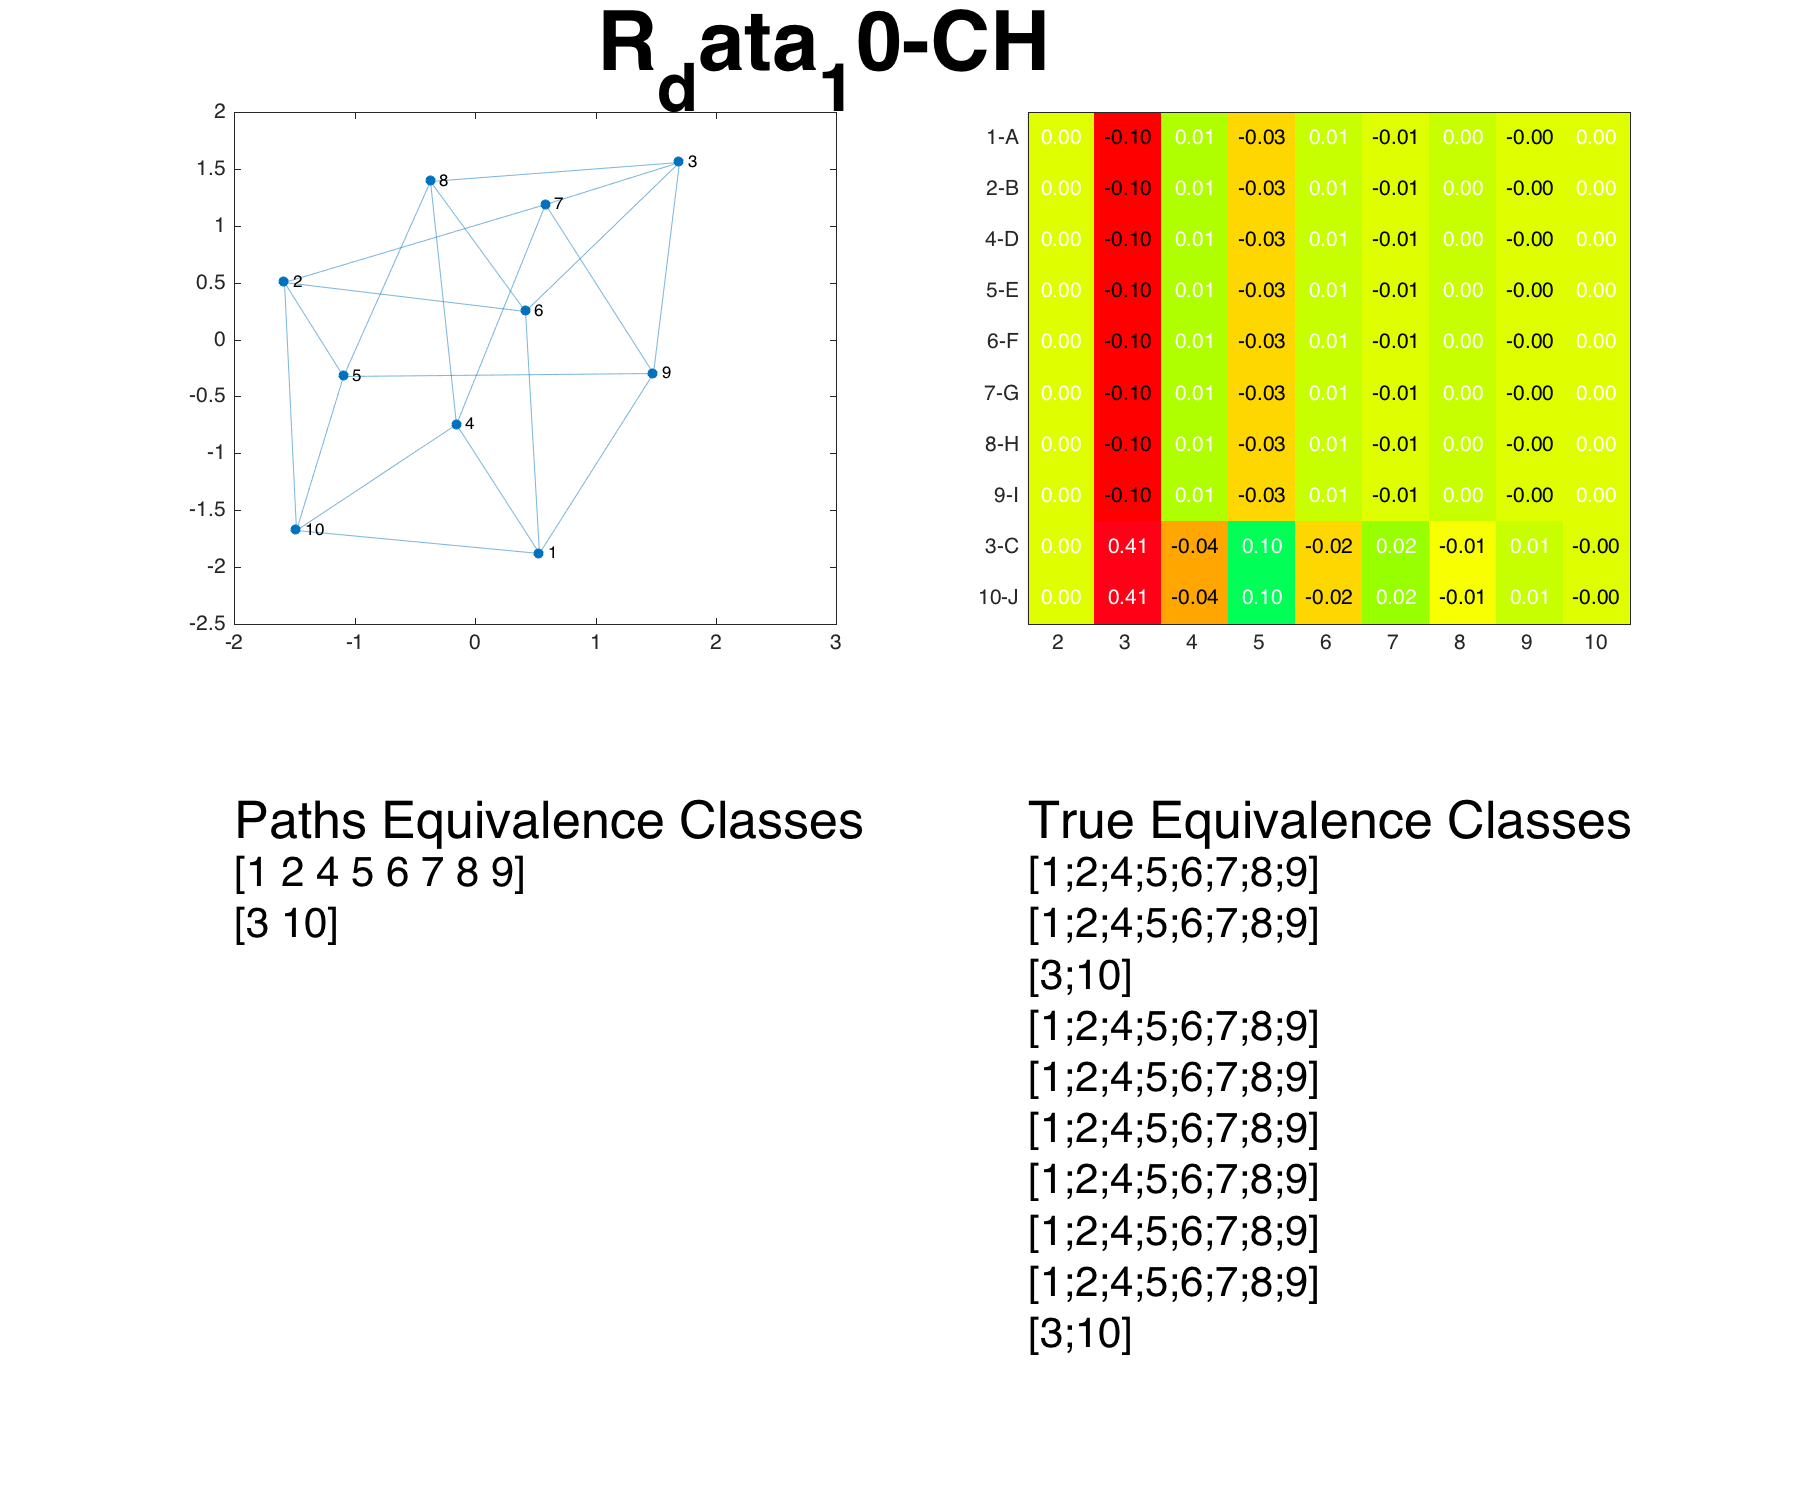 R_data_10-CH
2
1.5
1
0.5
0
-0.5
-1
-1.5
-2
-2.5
-2 -1 0 1 2 3
3
8
7
2
6
5
9
4
10
1
1-A 0.00 -0.10 0.01 -0.03 0.01 -0.01 0.00 -0.00 0.00
2-B 0.00 -0.10 0.01 -0.03 0.01 -0.01 0.00 -0.00 0.00
4-D 0.00 -0.10 0.01 -0.03 0.01 -0.01 0.00 -0.00 0.00
5-E 0.00 -0.10 0.01 -0.03 0.01 -0.01 0.00 -0.00 0.00
6-F 0.00 -0.10 0.01 -0.03 0.01 -0.01 0.00 -0.00 0.00
7-G 0.00 -0.10 0.01 -0.03 0.01 -0.01 0.00 -0.00 0.00
8-H 0.00 -0.10 0.01 -0.03 0.01 -0.01 0.00 -0.00 0.00
9-I 0.00 -0.10 0.01 -0.03 0.01 -0.01 0.00 -0.00 0.00
3-C 0.00 0.41 -0.04 0.10 -0.02 0.02 -0.01 0.01 -0.00
10-J 0.00 0.41 -0.04 0.10 -0.02 0.02 -0.01 0.01 -0.00
2 3 4 5 6 7 8 9 10
Paths Equivalence Classes
[1 2 4 5 6 7 8 9]
[3 10]
True Equivalence Classes
[1;2;4;5;6;7;8;9]
[1;2;4;5;6;7;8;9]
[3;10]
[1;2;4;5;6;7;8;9]
[1;2;4;5;6;7;8;9]
[1;2;4;5;6;7;8;9]
[1;2;4;5;6;7;8;9]
[1;2;4;5;6;7;8;9]
[1;2;4;5;6;7;8;9]
[3;10]